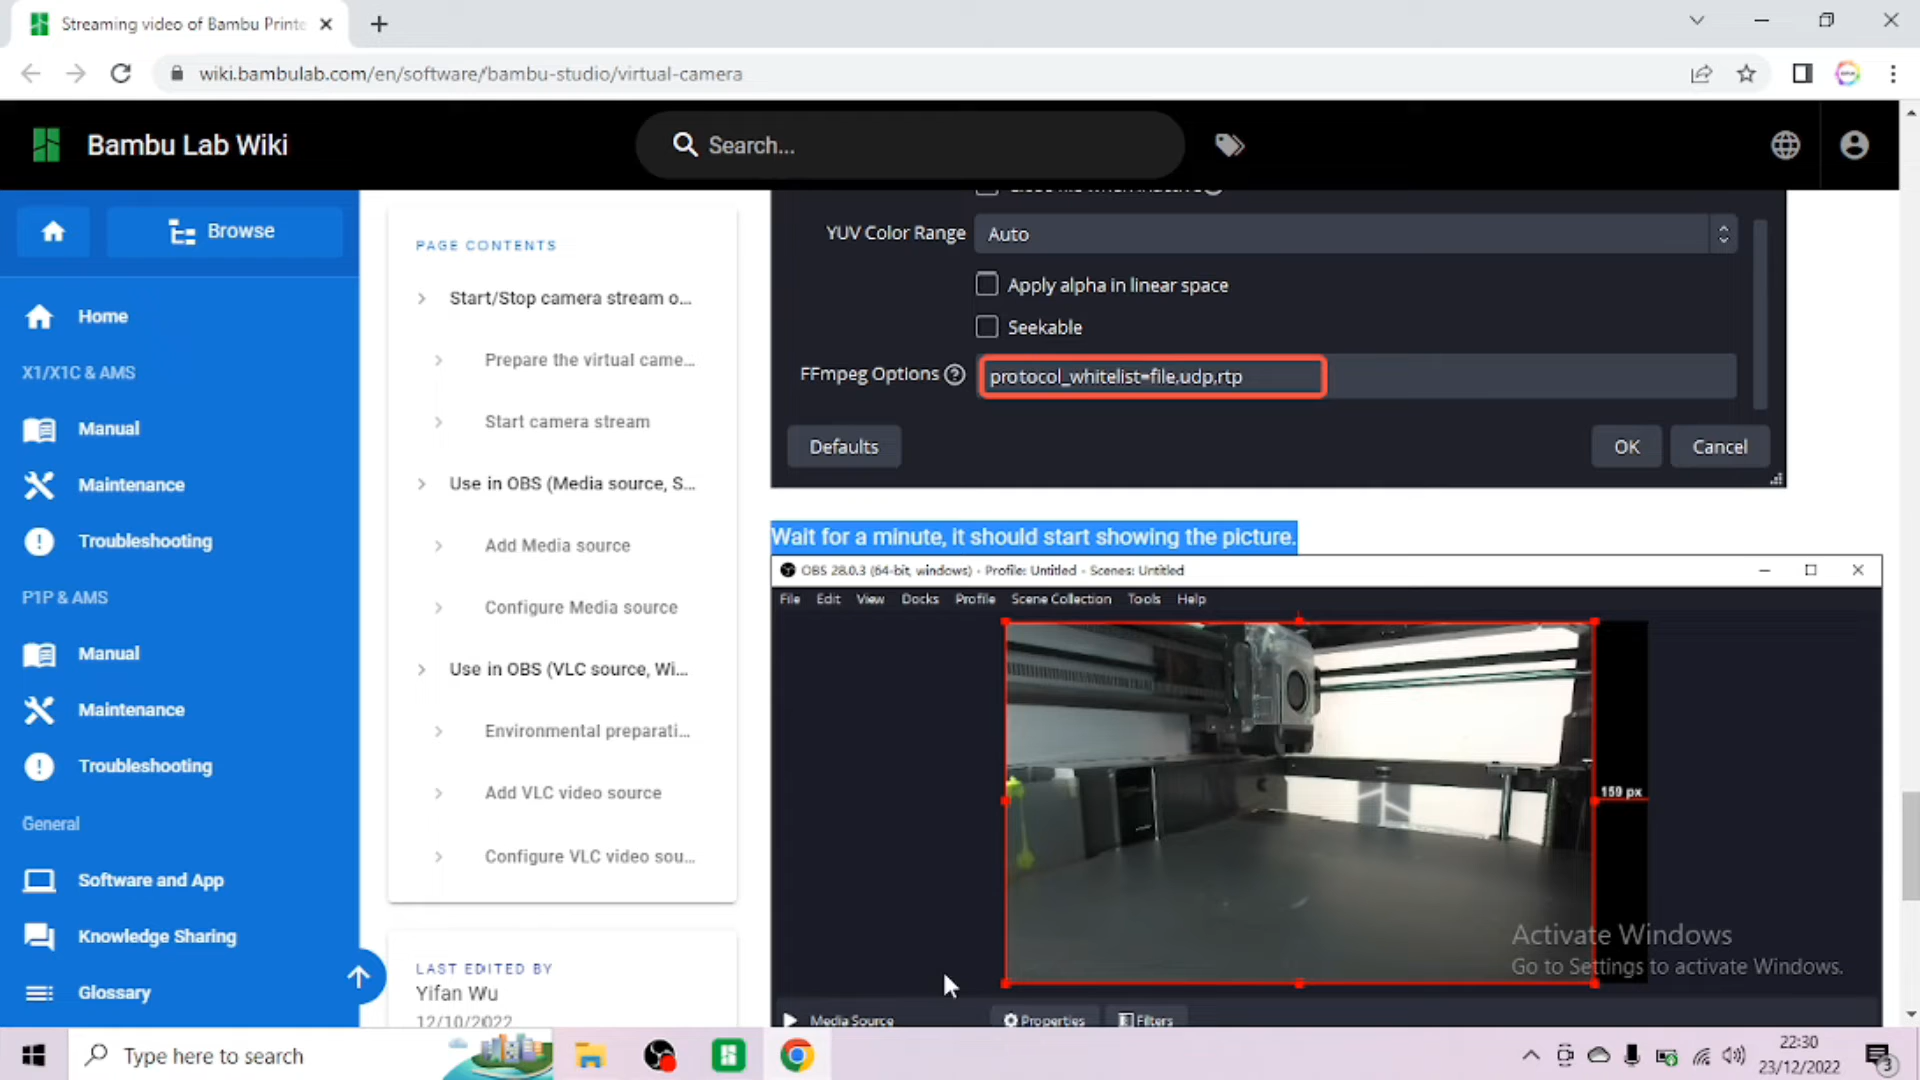 Streaming video of Bambu Printe
wiki.bambulab.com/en/software/bambu-studio/virtual-camera
Bambu Lab Wiki
Search...
Browse
Home
X1/X1C & AMS
Manual
Maintenance
Troubleshooting
P1P & AMS
Manual
Maintenance
Troubleshooting
General
Software and App
Knowledge Sharing
Glossary
PAGE CONTENTS
Start/Stop camera stream o...
Prepare the virtual came...
Start camera stream
Use in OBS (Media source, S...
Add Media source
Configure Media source
Use in OBS (VLC source, Wi...
Environmental preparati...
Add VLC video source
Configure VLC video sou...
LAST EDITED BY
Yifan Wu
12/10/2022
YUV Color Range
Auto
Apply alpha in linear space
Seekable
FFmpeg Options
protocol_whitelist=file,udp,rtp
Defaults
OK
Cancel
Wait for a minute, it should start showing the picture.
OBS 28.0.3 (64-bit, windows) - Profile: Untitled - Scenes: Untitled
File Edit View Docks Profile Scene Collection Tools Help
159 px
Activate Windows
Go to Settings to activate Windows.
Media Source
Properties
Filters
Type here to search
22:30
23/12/2022
3